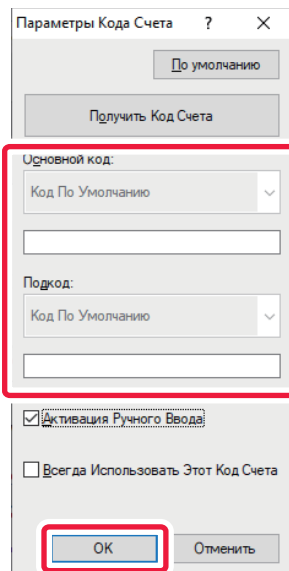 Параметры Кода Счета ? ×
По умолчанию
Получить Код Счета
Основной код:
Код По Умолчанию
Подкод:
Код По Умолчанию
Активация Ручного Ввода
Всегда Использовать Этот Код Счета
OK Отменить